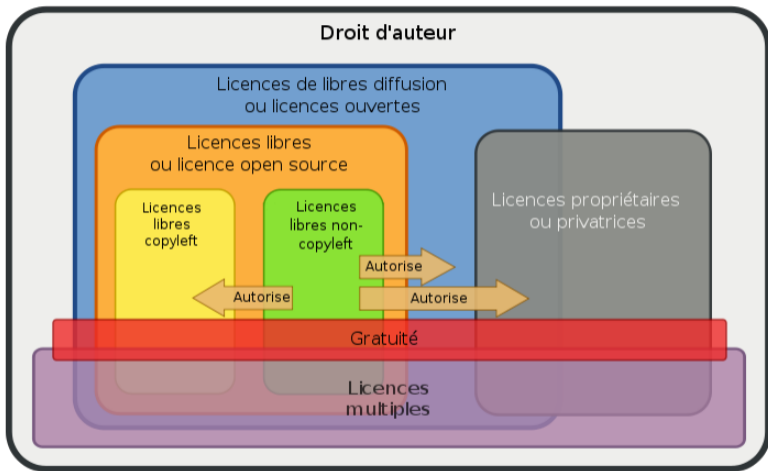 Droit d'auteur
Licences de libres diffusion
ou licences ouvertes
Licences libres
ou licence open source
Licences
libres
copyleft
Licences
libres non-
copyleft
Licences propriétaires
ou privatrices
Autorise
Autorise
Autorise
Gratuité
Licences
multiples